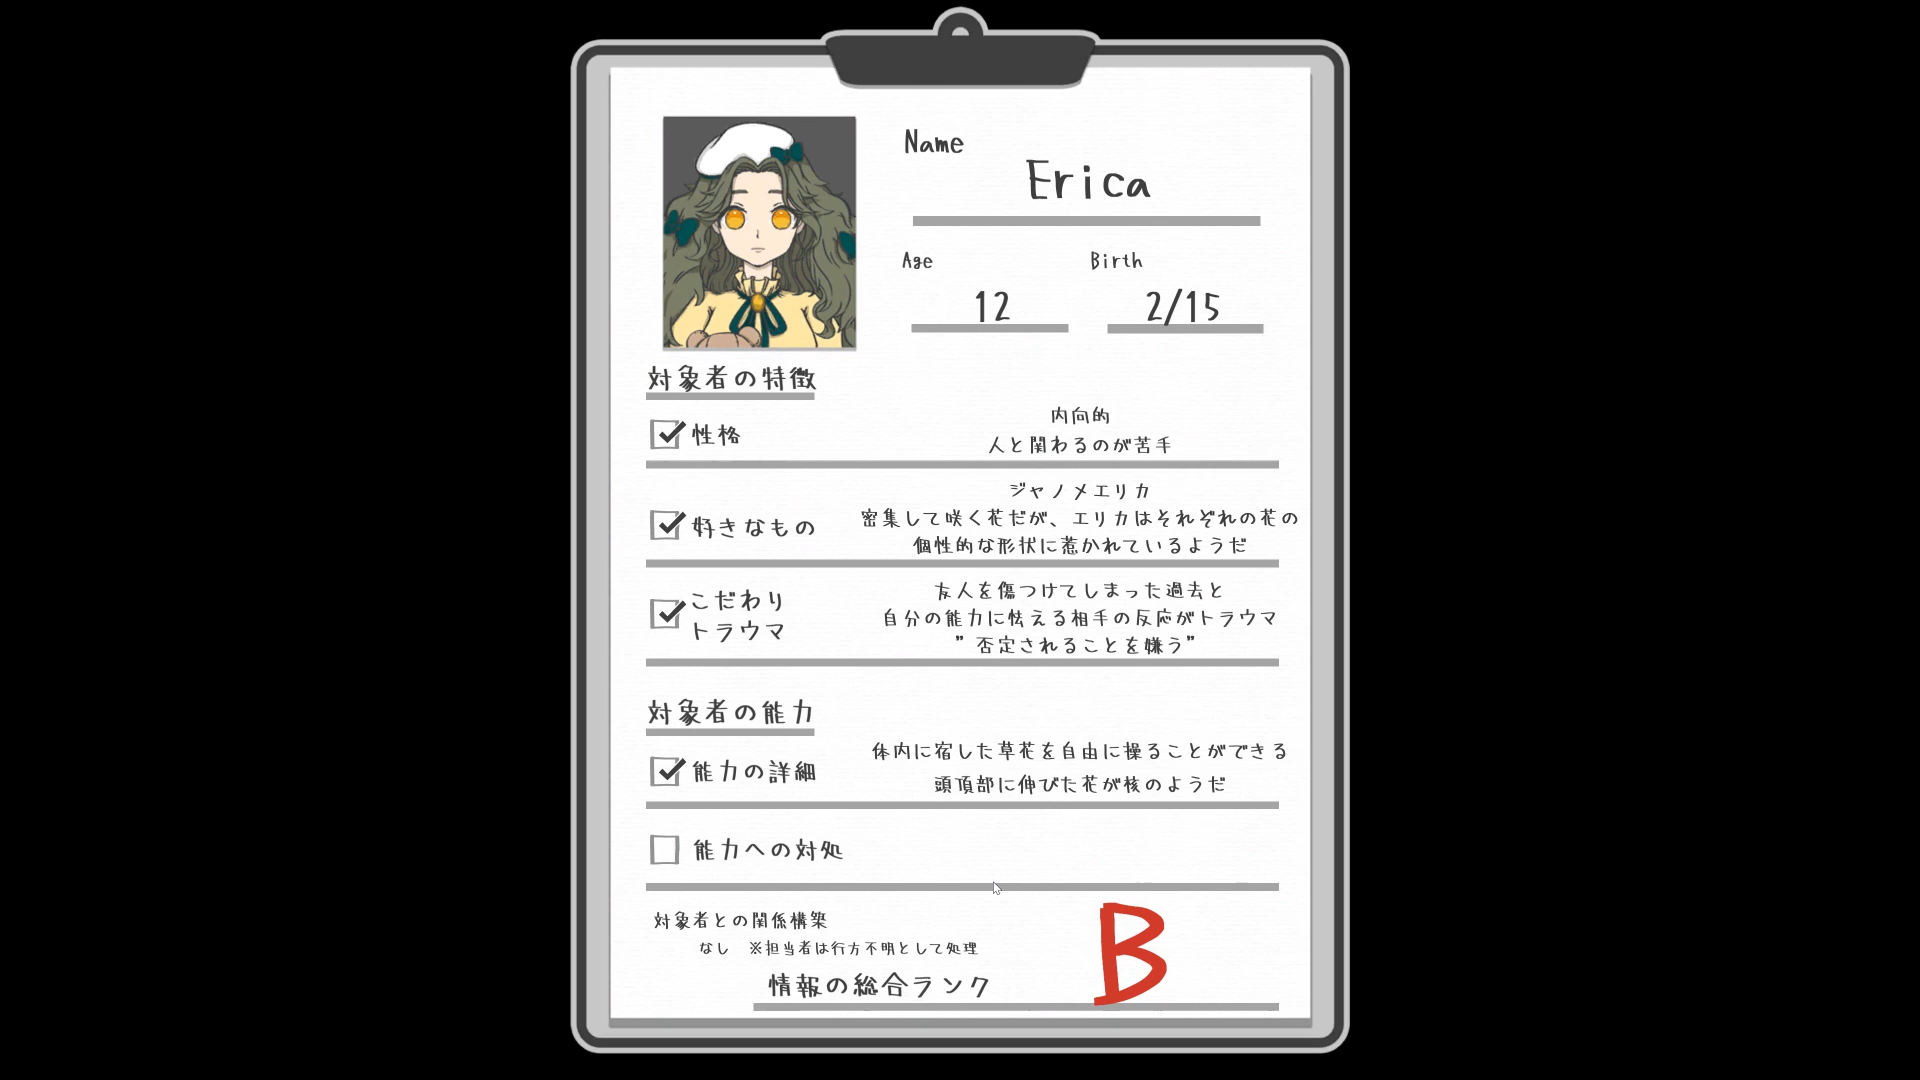 Name
Erica
Age
Birth
12
2/15
対象者の特徴
性格
内向的
人と関わるのが苦手
好きなもの
ジャノメエリカ
密集して咲く花だが、エリカはそれぞれの花の
個性的な形状に惹かれているようだ
こだわり
トラウマ
友人を傷つけてしまった過去と
自分の能力に怯える相手の反応がトラウマ
”否定されることを嫌う”
対象者の能力
能力の詳細
体内に宿した草花を自由に操ることができる
頭頂部に伸びた花が核のようだ
能力への対処
対象者との関係構築
なし ※担当者は行方不明として処理
情報の総合ランク
B